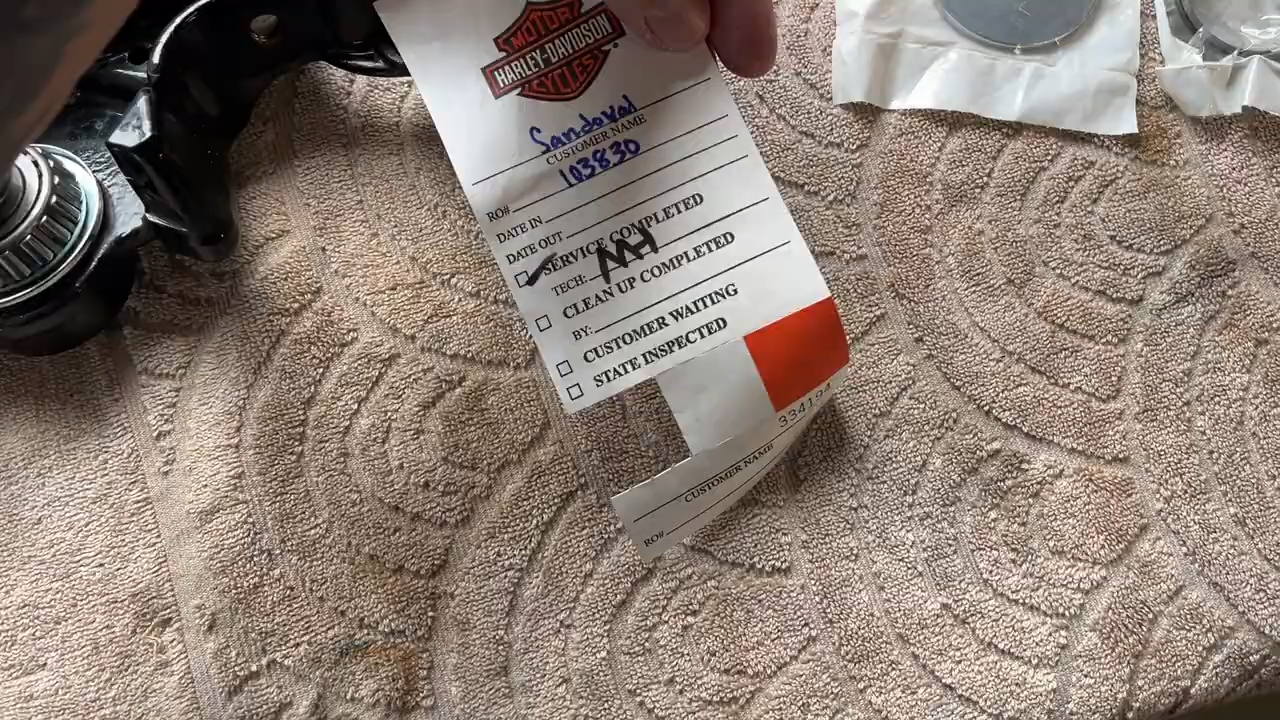 MOTOR
HARLEY-DAVIDSON
CYCLES
Sandoval
CUSTOMER NAME
103830
RO#
DATE IN
DATE OUT
SERVICE COMPLETED
TECH: MH
CLEAN UP COMPLETED
BY:
CUSTOMER WAITING
STATE INSPECTED
334194
CUSTOMER NAME
RO#